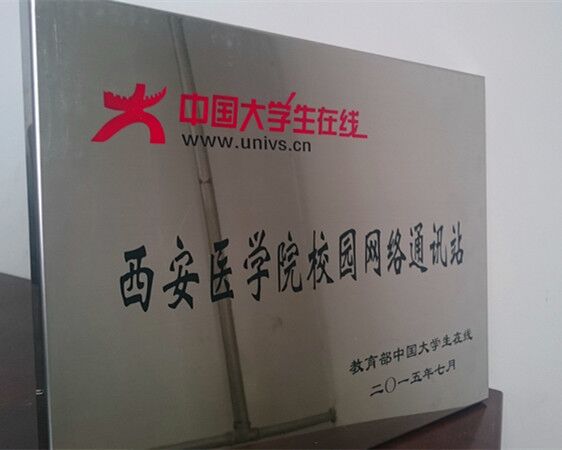 中国大学生在线
www.univs.cn
西安医学院校园网络通讯站
教育部中国大学生在线
二〇一五年七月